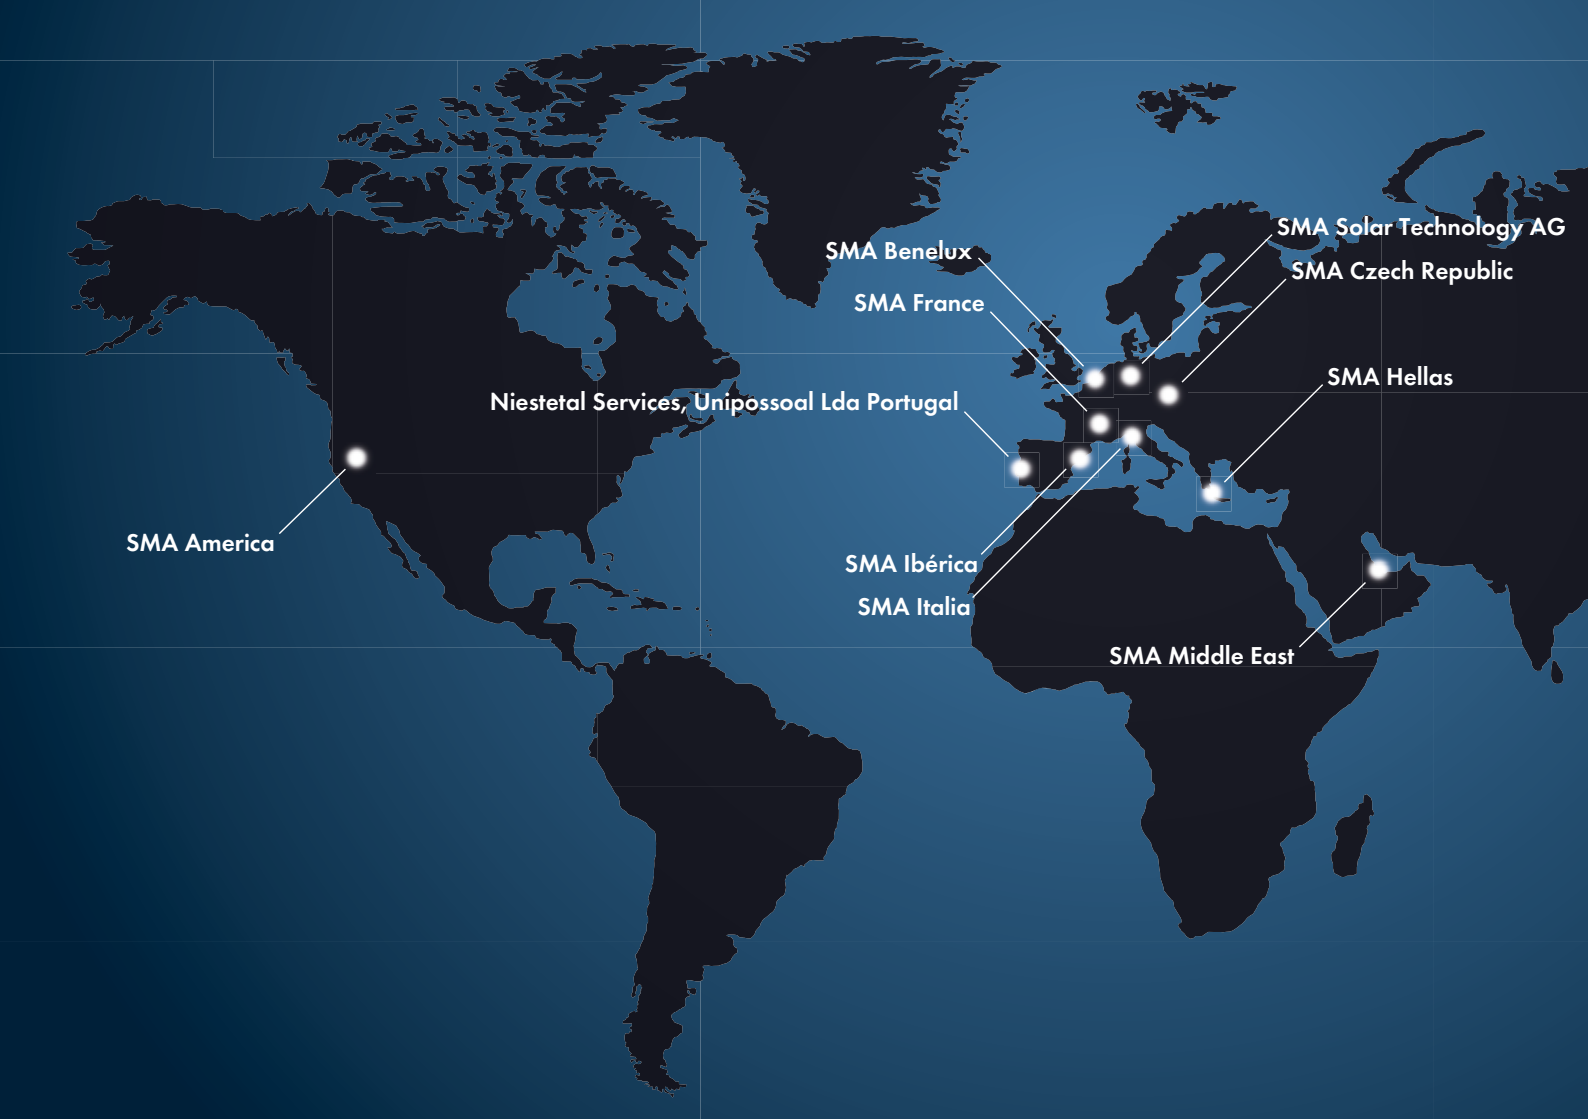 SMA Solar Technology AG
SMA Benelux
SMA Czech Republic
SMA France
SMA Hellas
Niestetal Services, Unipossoal Lda Portugal
SMA America
SMA Ibérica
SMA Italia
SMA Middle East